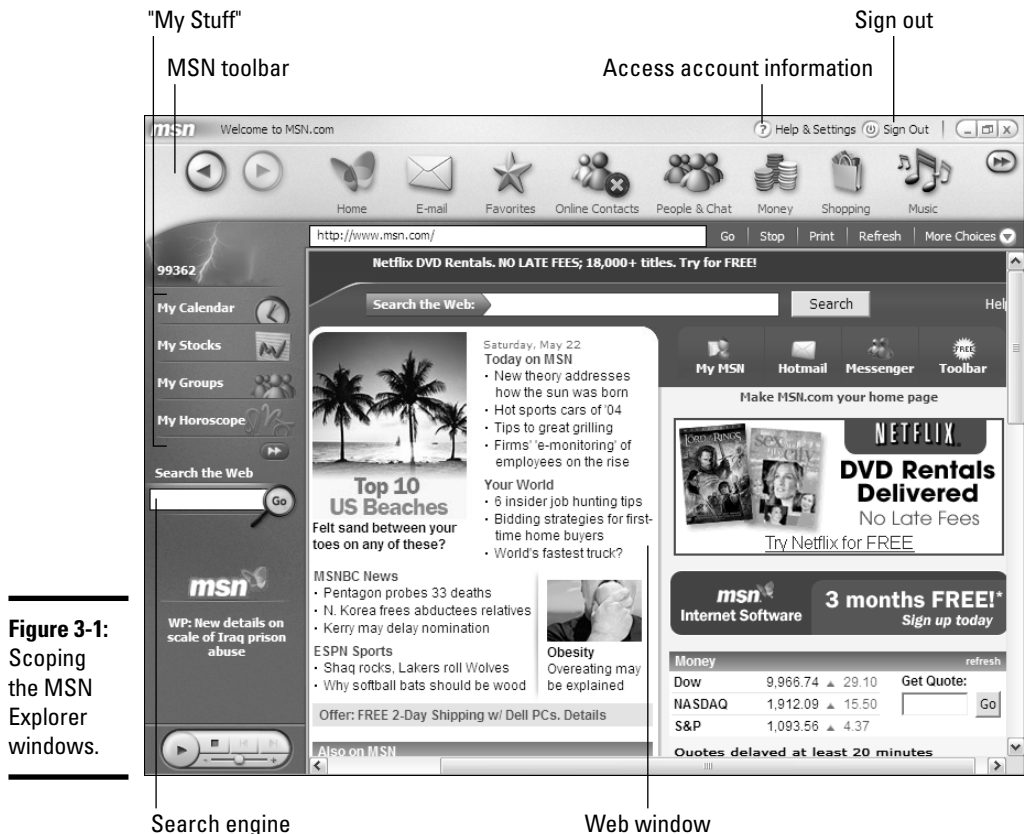 "My Stuff"
Sign out
MSN toolbar
Access account information
msn
Welcome to MSN.com
Help & Settings
Sign Out
Home
E-mail
Favorites
Online Contacts
People & Chat
Money
Shopping
Music
http://www.msn.com/
Go
Stop
Print
Refresh
More Choices
99362
My Calendar
My Stocks
My Groups
My Horoscope
Search the Web
Go
msn
WP: New details on
scale of Iraq prison
abuse
Netflix DVD Rentals. NO LATE FEES; 18,000+ titles. Try for FREE!
Search the Web:
Search
Help
Top 10
US Beaches
Felt sand between your
toes on any of these?
Saturday, May 22
Today on MSN
· New theory addresses
how the sun was born
· Hot sports cars of '04
· Tips to great grilling
· Firms' 'e-monitoring' of
employees on the rise
Your World
· 6 insider job hunting tips
· Bidding strategies for first-
time home buyers
· World's fastest truck?
MSNBC News
· Pentagon probes 33 deaths
· N. Korea frees abductees relatives
· Kerry may delay nomination
ESPN Sports
· Shaq rocks, Lakers roll Wolves
· Why softball bats should be wood
Obesity
Overeating may
be explained
Offer: FREE 2-Day Shipping w/ Dell PCs. Details
Also on MSN
My MSN
Hotmail
Messenger
FREE
Toolbar
Make MSN.com your home page
LORD OF THE RINGS
sex and the city
NETFLIX
DVD Rentals
Delivered
No Late Fees
Try Netflix for FREE
msn
Internet Software
3 months FREE!*
Sign up today
Money
refresh
Dow 9,966.74 ▲ 29.10
NASDAQ 1,912.09 ▲ 15.50
S&P 1,093.56 ▲ 4.37
Get Quote:
Go
Quotes delayed at least 20 minutes
Figure 3-1:
Scoping
the MSN
Explorer
windows.
Search engine
Web window